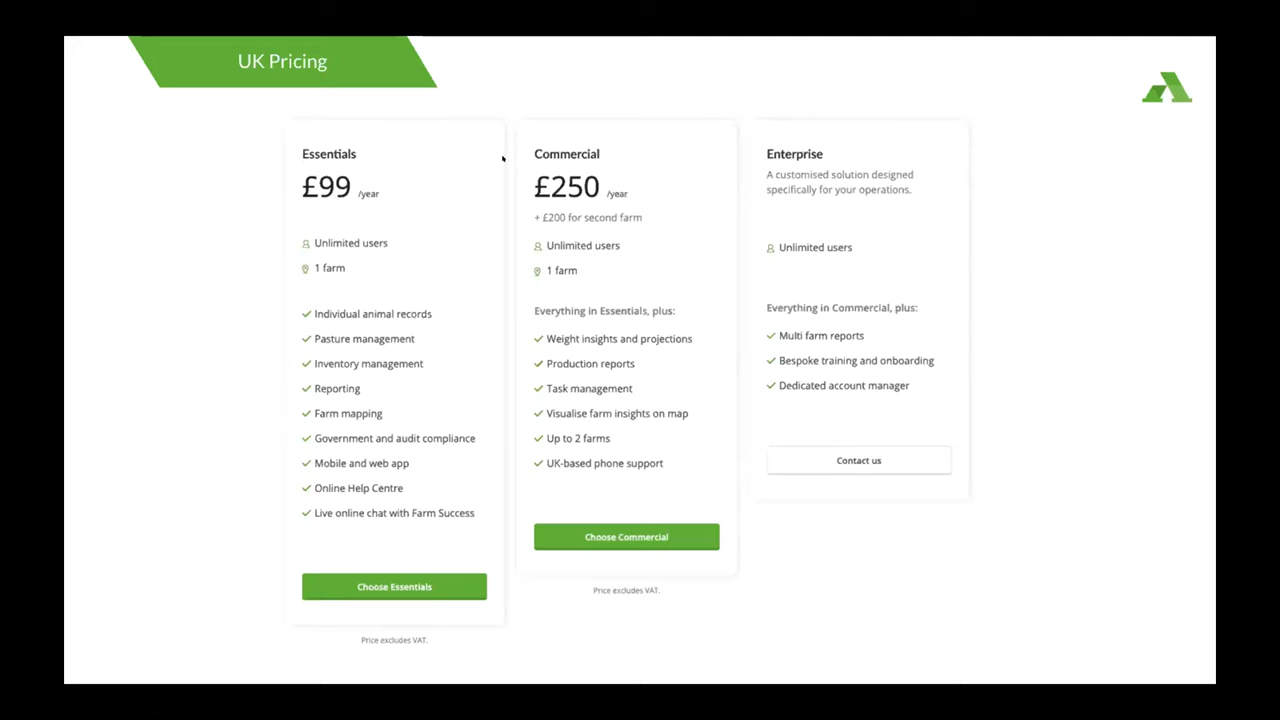 UK Pricing
Essentials
£99 /year
Unlimited users
1 farm
Individual animal records
Pasture management
Inventory management
Reporting
Farm mapping
Government and audit compliance
Mobile and web app
Online Help Centre
Live online chat with Farm Success
Choose Essentials
Price excludes VAT.
Commercial
£250 /year
+ £200 for second farm
Unlimited users
1 farm
Everything in Essentials, plus:
Weight insights and projections
Production reports
Task management
Visualise farm insights on map
Up to 2 farms
UK-based phone support
Choose Commercial
Price excludes VAT.
Enterprise
A customised solution designed
specifically for your operations.
Unlimited users
Everything in Commercial, plus:
Multi farm reports
Bespoke training and onboarding
Dedicated account manager
Contact us